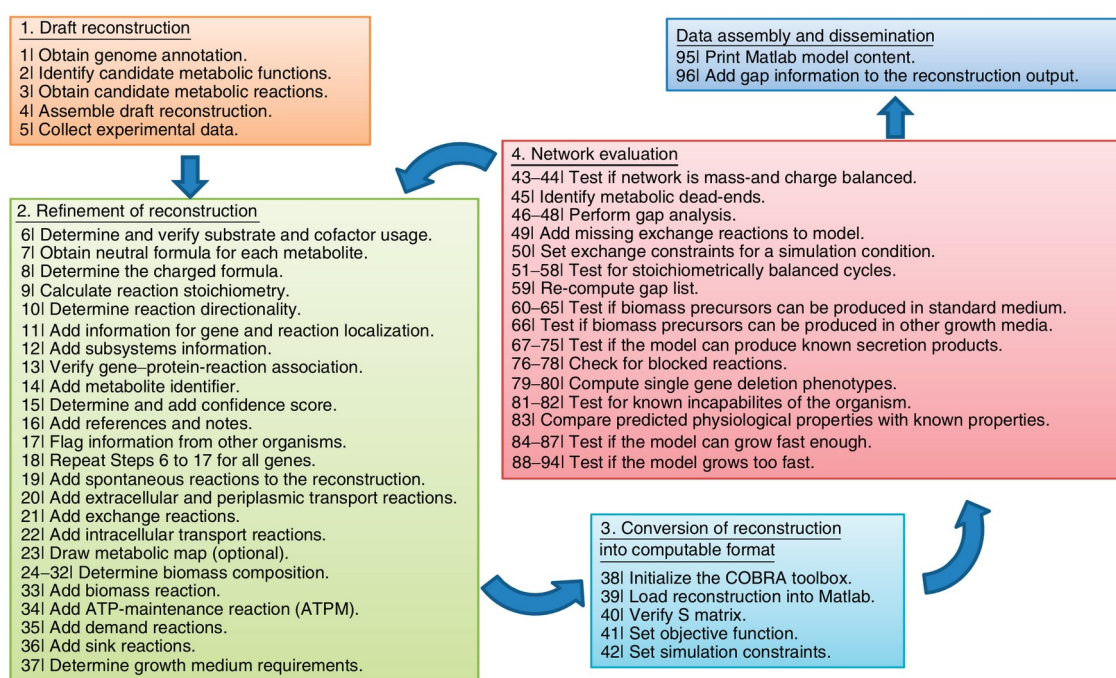 1. Draft reconstruction
1| Obtain genome annotation.
2| Identify candidate metabolic functions.
3| Obtain candidate metabolic reactions.
4| Assemble draft reconstruction.
5| Collect experimental data.
2. Refinement of reconstruction
6| Determine and verify substrate and cofactor usage.
7| Obtain neutral formula for each metabolite.
8| Determine the charged formula.
9| Calculate reaction stoichiometry.
10| Determine reaction directionality.
11| Add information for gene and reaction localization.
12| Add subsystems information.
13| Verify gene–protein-reaction association.
14| Add metabolite identifier.
15| Determine and add confidence score.
16| Add references and notes.
17| Flag information from other organisms.
18| Repeat Steps 6 to 17 for all genes.
19| Add spontaneous reactions to the reconstruction.
20| Add extracellular and periplasmic transport reactions.
21| Add exchange reactions.
22| Add intracellular transport reactions.
23| Draw metabolic map (optional).
24–32| Determine biomass composition.
33| Add biomass reaction.
34| Add ATP-maintenance reaction (ATPM).
35| Add demand reactions.
36| Add sink reactions.
37| Determine growth medium requirements.
3. Conversion of reconstruction
into computable format
38| Initialize the COBRA toolbox.
39| Load reconstruction into Matlab.
40| Verify S matrix.
41| Set objective function.
42| Set simulation constraints.
4. Network evaluation
43–44| Test if network is mass-and charge balanced.
45| Identify metabolic dead-ends.
46–48| Perform gap analysis.
49| Add missing exchange reactions to model.
50| Set exchange constraints for a simulation condition.
51–58| Test for stoichiometrically balanced cycles.
59| Re-compute gap list.
60–65| Test if biomass precursors can be produced in standard medium.
66| Test if biomass precursors can be produced in other growth media.
67–75| Test if the model can produce known secretion products.
76–78| Check for blocked reactions.
79–80| Compute single gene deletion phenotypes.
81–82| Test for known incapabilites of the organism.
83| Compare predicted physiological properties with known properties.
84–87| Test if the model can grow fast enough.
88–94| Test if the model grows too fast.
Data assembly and dissemination
95| Print Matlab model content.
96| Add gap information to the reconstruction output.